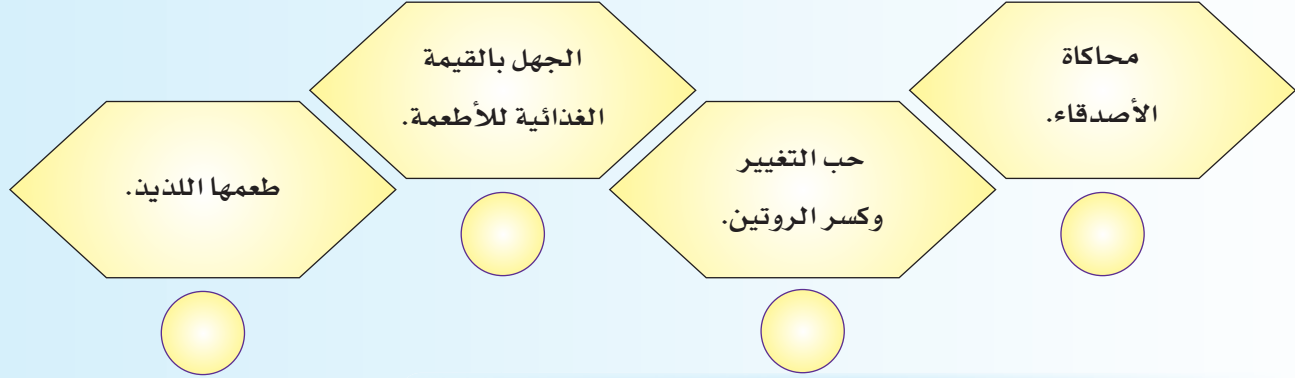 محاكاة
الأصدقاء.
حب التغيير
وكسر الروتين.
الجهل بالقيمة
الغذائية للأطعمة.
طعمها اللذيذ.